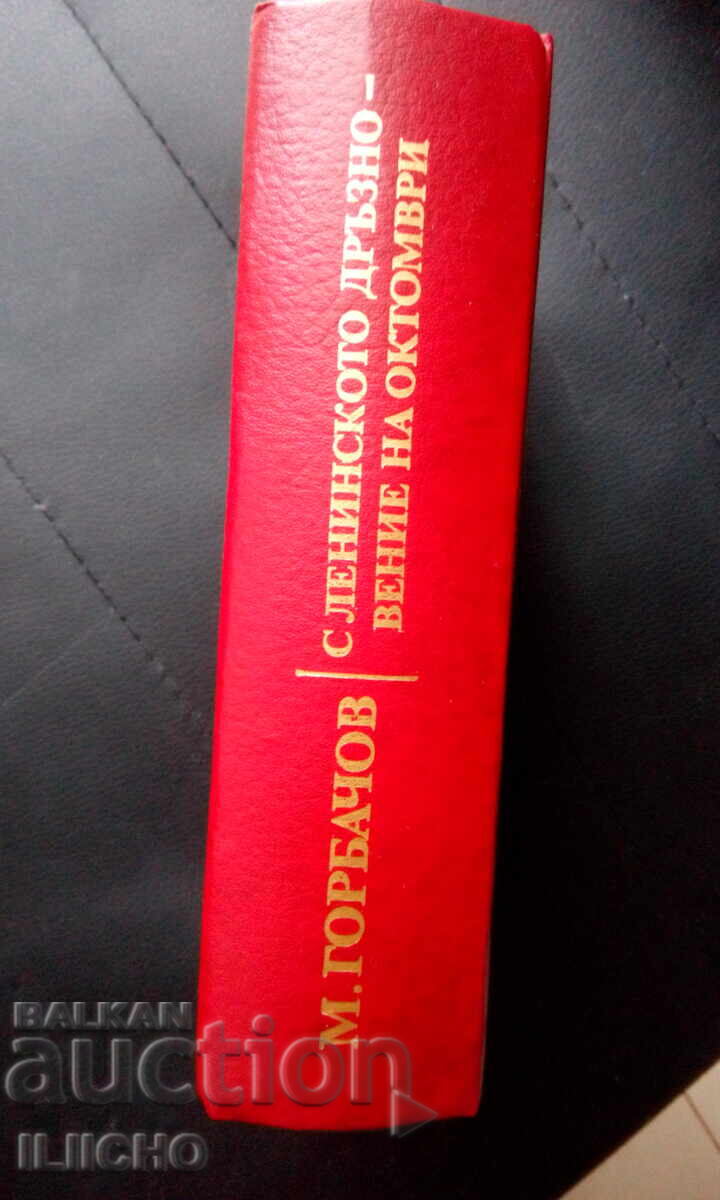 М. ГОРБАЧОВ
С ЛЕНИНСКОТО ДРЪЗНО-
ВЕНИЕ НА ОКТОМВРИ
BALKAN
auction
ILIICHO